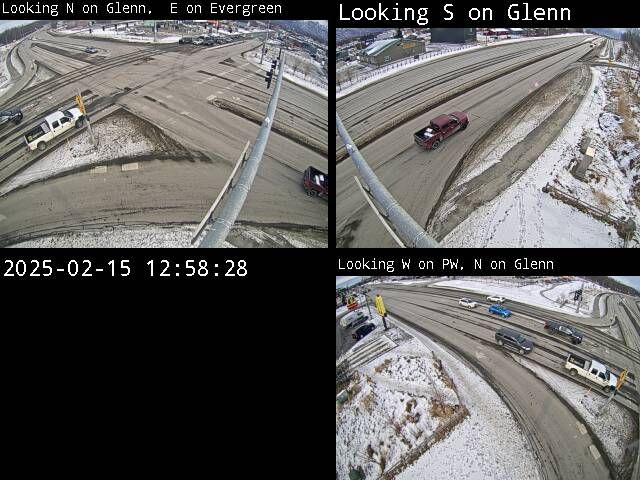 Looking N on Glenn, E on Evergreen
Looking S on Glenn
2025-02-15 12:58:28
Looking W on PW, N on Glenn